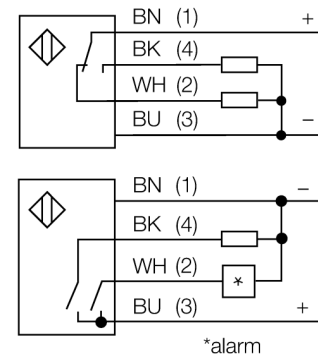 BN (1) +
BK (4)
WH (2)
BU (3) –
BN (1) –
BK (4)
WH (2)
*
BU (3) +
*alarm